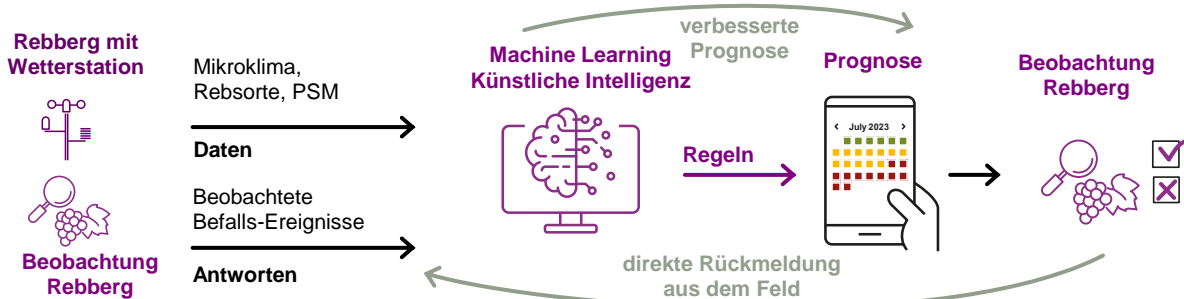 Rebberg mit
Wetterstation
Mikroklima,
Rebsorte, PSM
Daten
Beobachtete
Befalls-Ereignisse
Antworten
Beobachtung
Rebberg
Machine Learning
Künstliche Intelligenz
verbesserte
Prognose
Regeln
Prognose
< July 2023 >
Beobachtung
Rebberg
direkte Rückmeldung
aus dem Feld